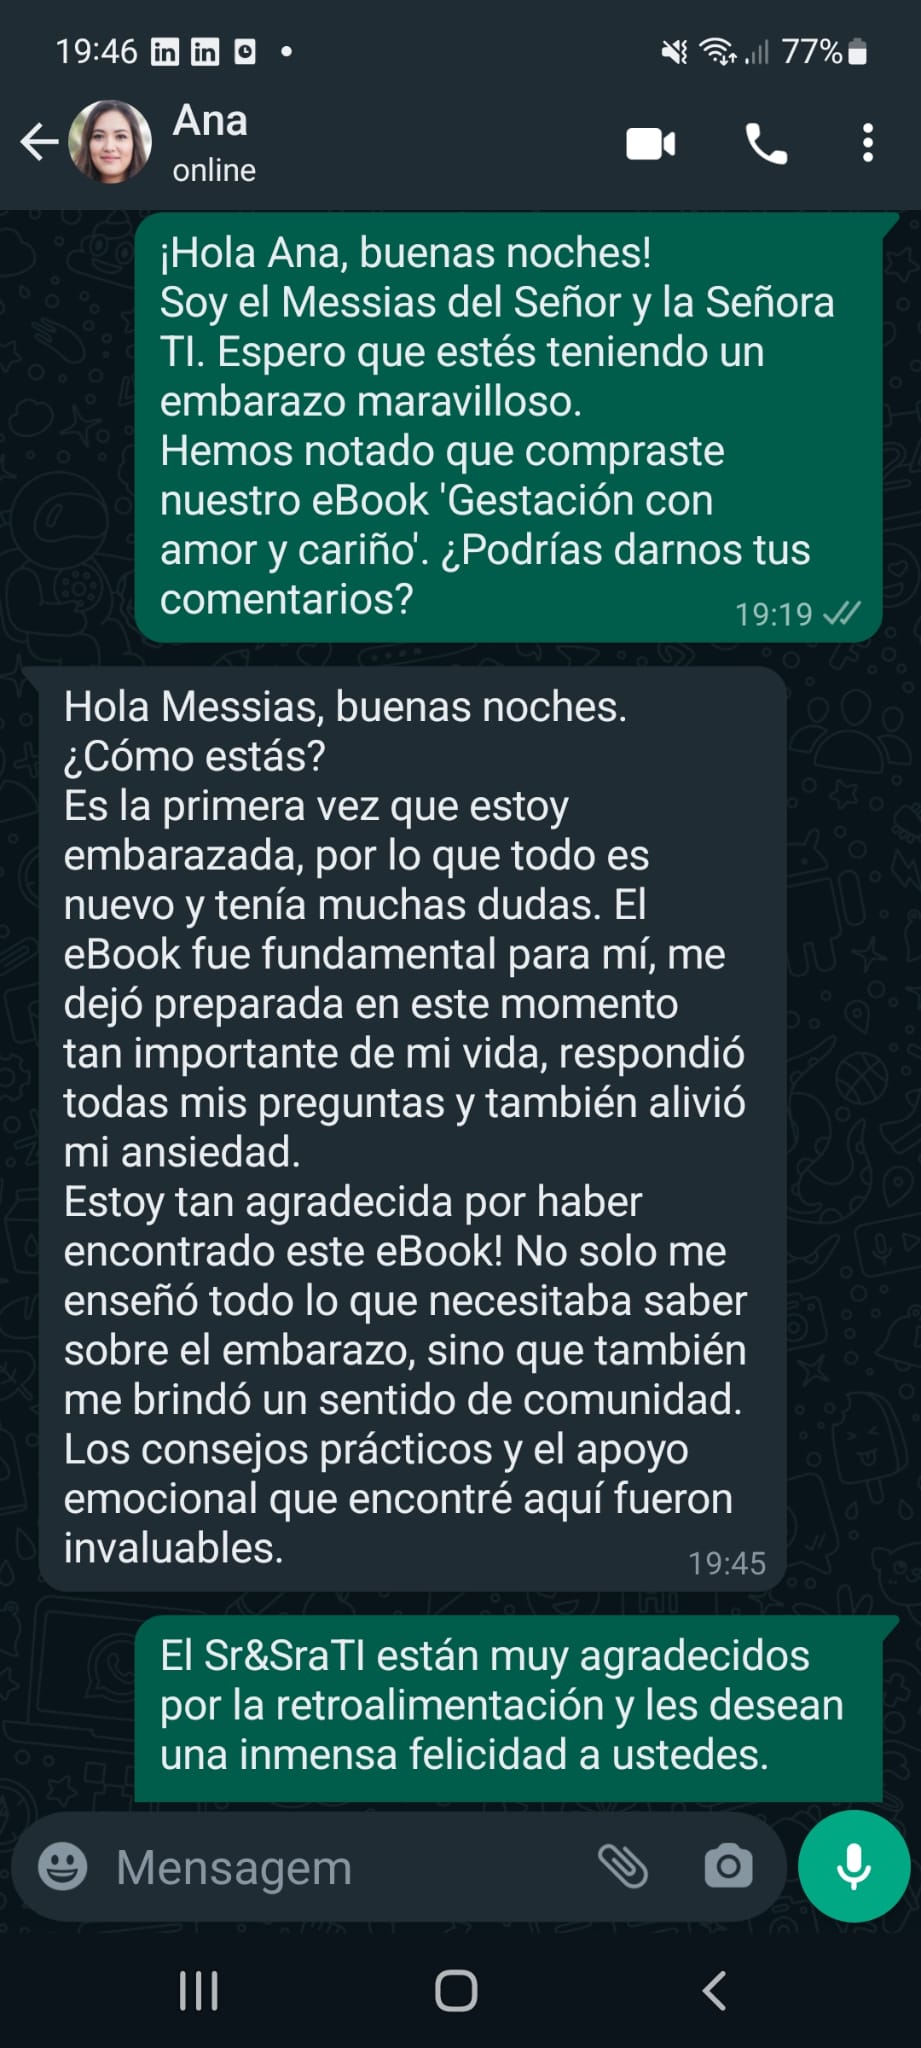 19:46 in in 77%
Ana
online
¡Hola Ana, buenas noches!
Soy el Messias del Señor y la Señora
TI. Espero que estés teniendo un
embarazo maravilloso.
Hemos notado que compraste
nuestro eBook 'Gestación con
amor y cariño'. ¿Podrías darnos tus
comentarios?
19:19
Hola Messias, buenas noches.
¿Cómo estás?
Es la primera vez que estoy
embarazada, por lo que todo es
nuevo y tenía muchas dudas. El
eBook fue fundamental para mí, me
dejó preparada en este momento
tan importante de mi vida, respondió
todas mis preguntas y también alivió
mi ansiedad.
Estoy tan agradecida por haber
encontrado este eBook! No solo me
enseñó todo lo que necesitaba saber
sobre el embarazo, sino que también
me brindó un sentido de comunidad.
Los consejos prácticos y el apoyo
emocional que encontré aquí fueron
invaluables.
19:45
El Sr&SraTI están muy agradecidos
por la retroalimentación y les desean
una inmensa felicidad a ustedes.
Mensagem